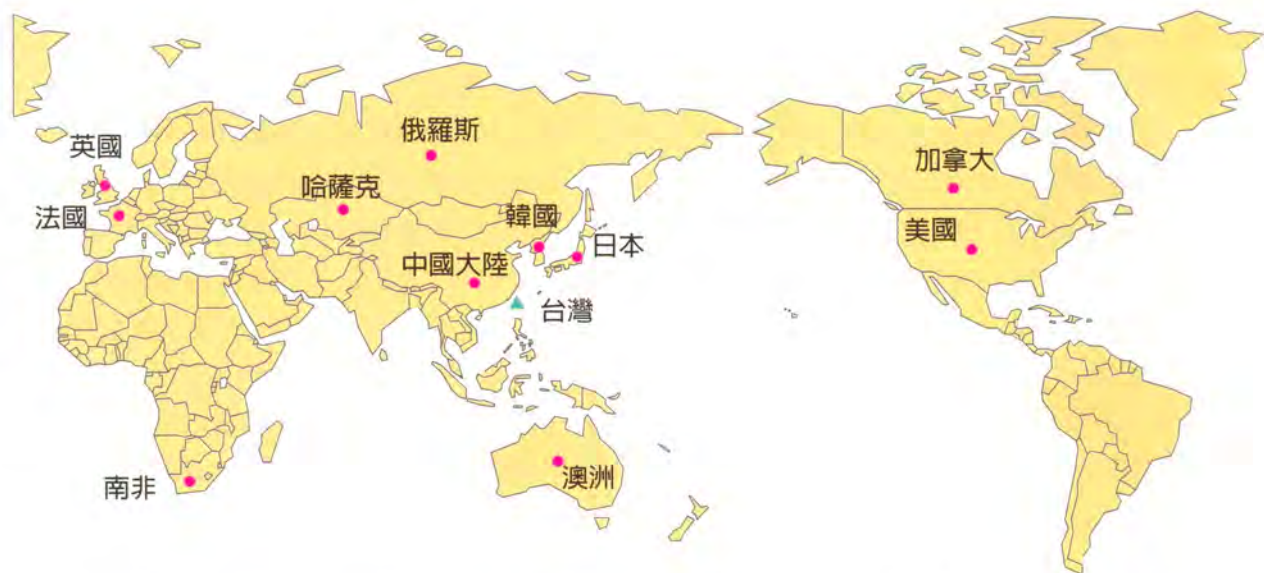 俄羅斯
英國
加拿大
哈薩克
法國
韓國
美國
日本
中國大陸
台灣
澳洲
南非